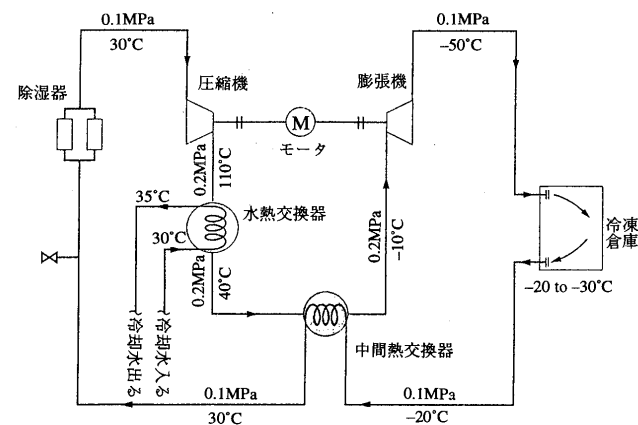 0.1MPa
30°C
0.1MPa
−50°C
除湿器
圧縮機
膨張機
M
モータ
0.2MPa
110°C
35°C
水熱交換器
30°C
0.2MPa
40°C
0.2MPa
−10°C
冷凍
倉庫
−20 to −30°C
中間熱交換器
冷却水出る
冷却水入る
0.1MPa
30°C
0.1MPa
−20°C